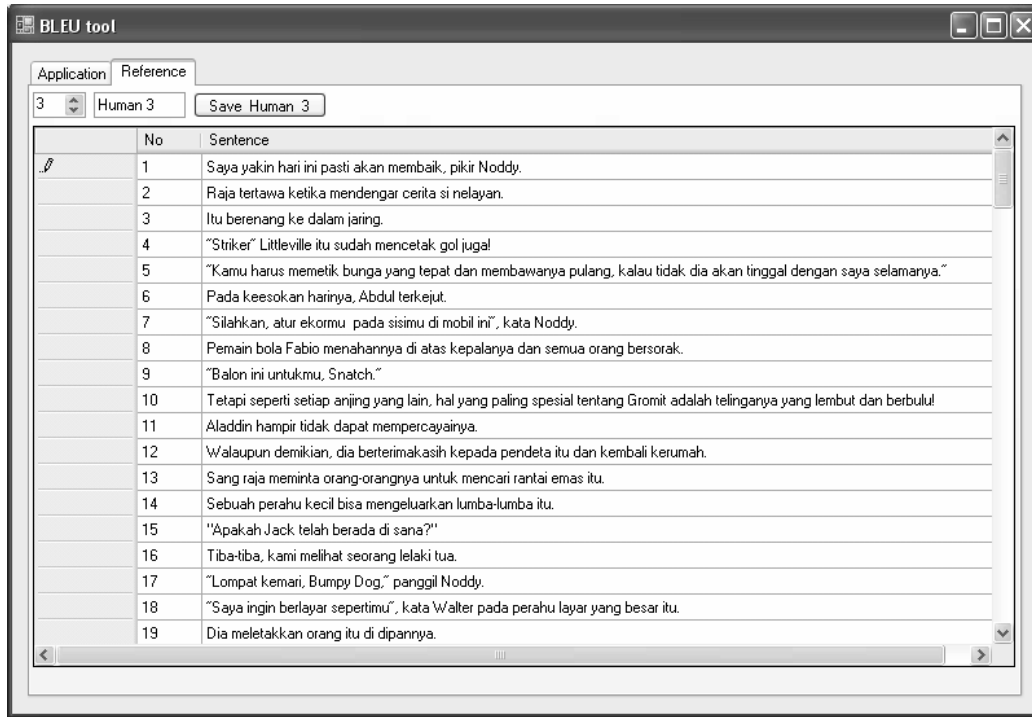 BLEU tool
Application Reference
3 Human 3 Save Human 3
No Sentence
1 Saya yakin hari ini pasti akan membaik, pikir Noddy.
2 Raja tertawa ketika mendengar cerita si nelayan.
3 Itu berenang ke dalam jaring.
4 "Striker" Littleville itu sudah mencetak gol juga!
5 "Kamu harus memetik bunga yang tepat dan membawanya pulang, kalau tidak dia akan tinggal dengan saya selamanya."
6 Pada keesokan harinya, Abdul terkejut.
7 "Silahkan, atur ekormu  pada sisimu di mobil ini", kata Noddy.
8 Pemain bola Fabio menahannya di atas kepalanya dan semua orang bersorak.
9 "Balon ini untukmu, Snatch."
10 Tetapi seperti setiap anjing yang lain, hal yang paling spesial tentang Gromit adalah telinganya yang lembut dan berbulu!
11 Aladdin hampir tidak dapat mempercayainya.
12 Walaupun demikian, dia berterimakasih kepada pendeta itu dan kembali kerumah.
13 Sang raja meminta orang-orangnya untuk mencari rantai emas itu.
14 Sebuah perahu kecil bisa mengeluarkan lumba-lumba itu.
15 ''Apakah Jack telah berada di sana?''
16 Tiba-tiba, kami melihat seorang lelaki tua.
17 "Lompat kemari, Bumpy Dog," panggil Noddy.
18 "Saya ingin berlayar sepertimu", kata Walter pada perahu layar yang besar itu.
19 Dia meletakkan orang itu di dipannya.